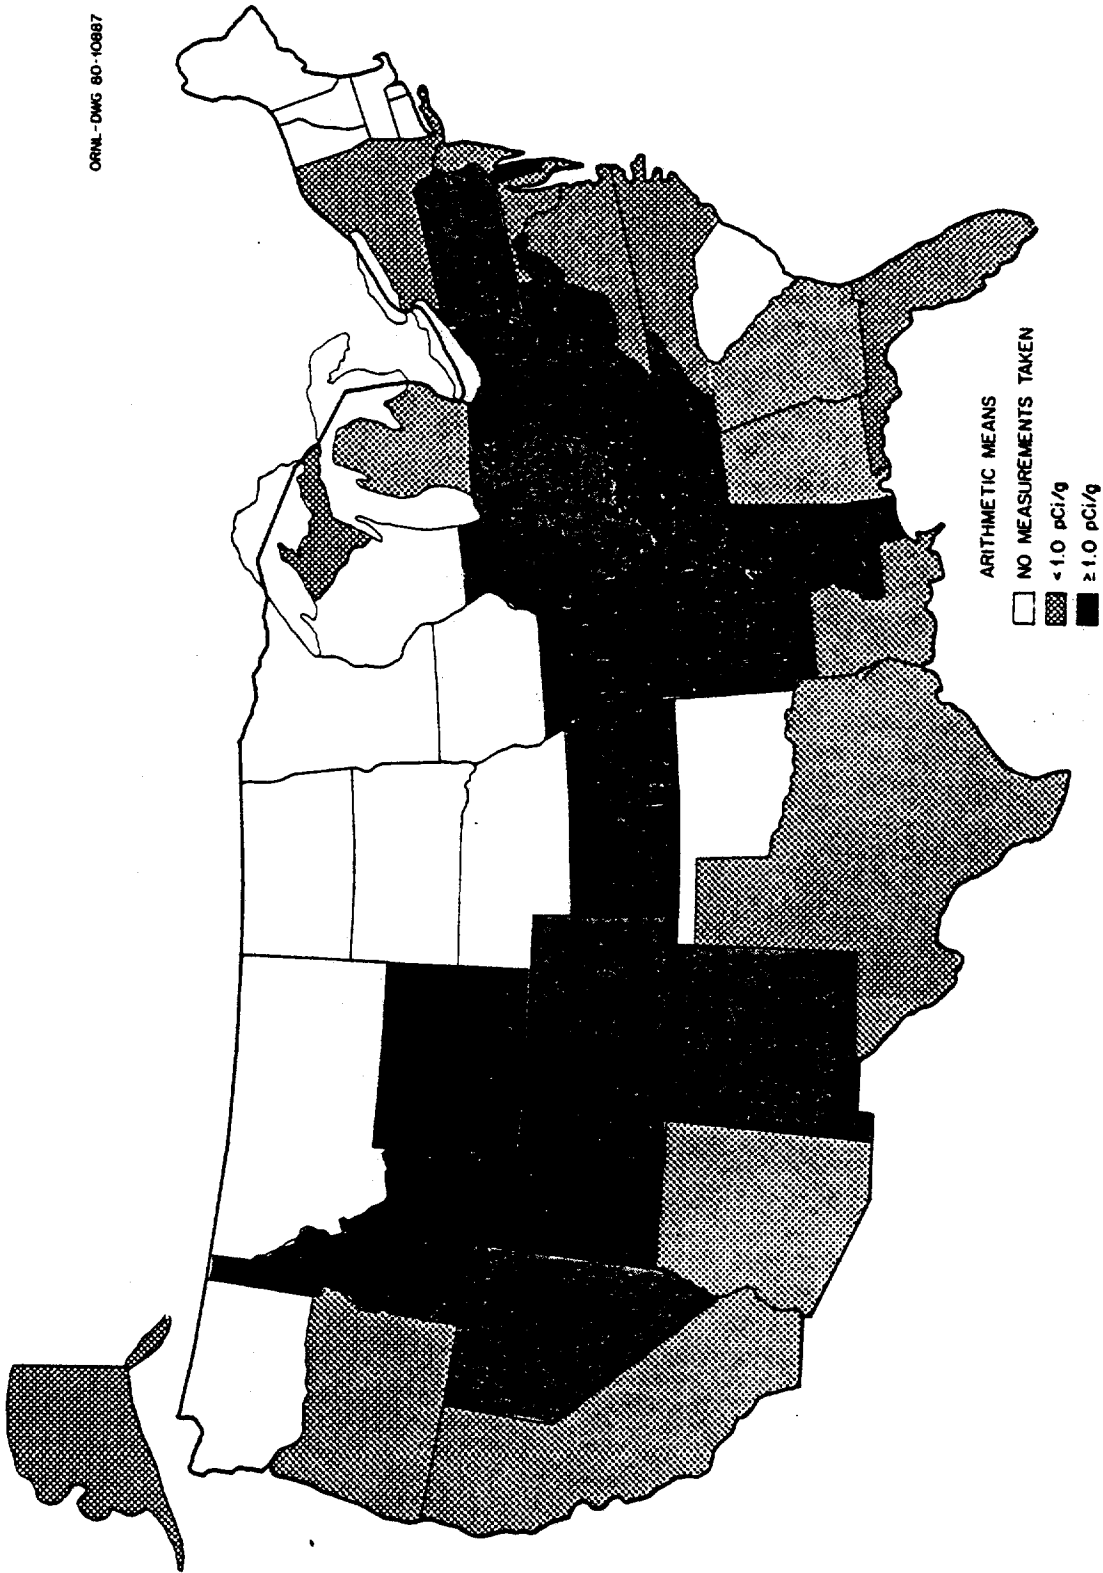 ORNL-DWG 80-10887
ARITHMETIC MEANS
NO MEASUREMENTS TAKEN
<1.0 pCi/g
≥1.0 pCi/g